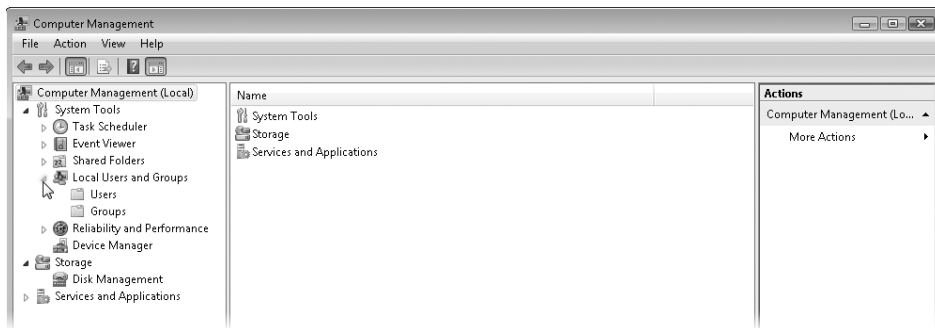 Computer Management
File Action View Help
Computer Management (Local)
System Tools
Task Scheduler
Event Viewer
Shared Folders
Local Users and Groups
Users
Groups
Reliability and Performance
Device Manager
Storage
Disk Management
Services and Applications
Name
System Tools
Storage
Services and Applications
Actions
Computer Management (Lo...
More Actions